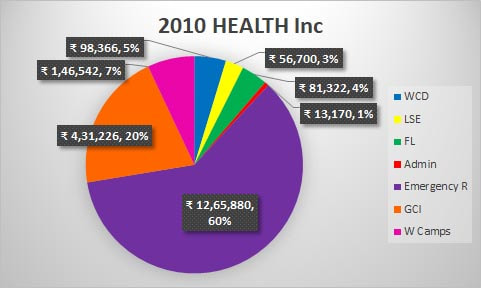 2010 HEALTH Inc
₹ 98,366, 5%
₹ 56,700, 3%
₹ 1,46,542, 7%
₹ 81,322, 4%
₹ 13,170, 1%
₹ 4,31,226, 20%
₹ 12,65,880,
60%
WCD
LSE
FL
Admin
Emergency R
GCI
W Camps